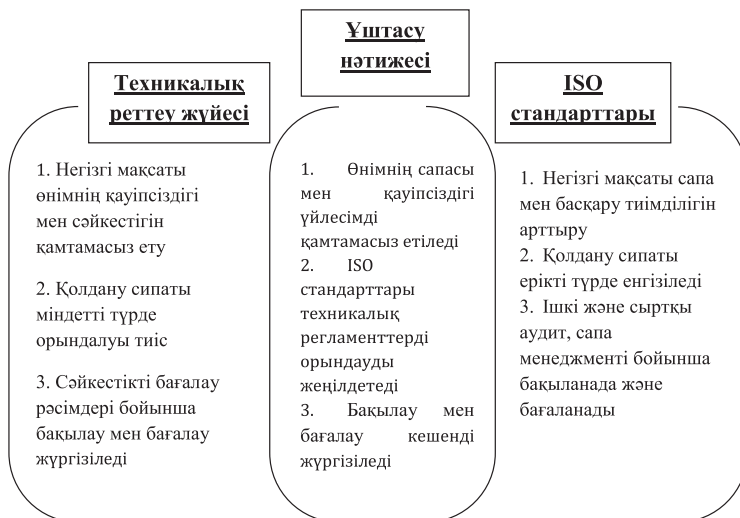 Техникалық
реттеу жүйесі
1. Негізгі мақсаты
өнімнің қауіпсіздігі
мен сәйкестігін
қамтамасыз ету
2. Қолдану сипаты
міндетті түрде
орындалуы тиіс
3. Сәйкестікті бағалау
рәсімдері бойынша
бақылау мен бағалау
жүргізіледі
Ұштасу
нәтижесі
1. Өнімнің сапасы
мен қауіпсіздігі
үйлесімді
қамтамасыз етіледі
2. ISO
стандарттары
техникалық
регламенттерді
орындауды
жеңілдетеді
3. Бақылау мен
бағалау кешенді
жүргізіледі
ISO
стандарттары
1. Негізгі мақсаты сапа
мен басқару тиімділігін
арттыру
2. Қолдану сипаты
ерікті түрде енгізіледі
3. Ішкі және сыртқы
аудит, сапа
менеджменті бойынша
бақыланада және
бағаланады